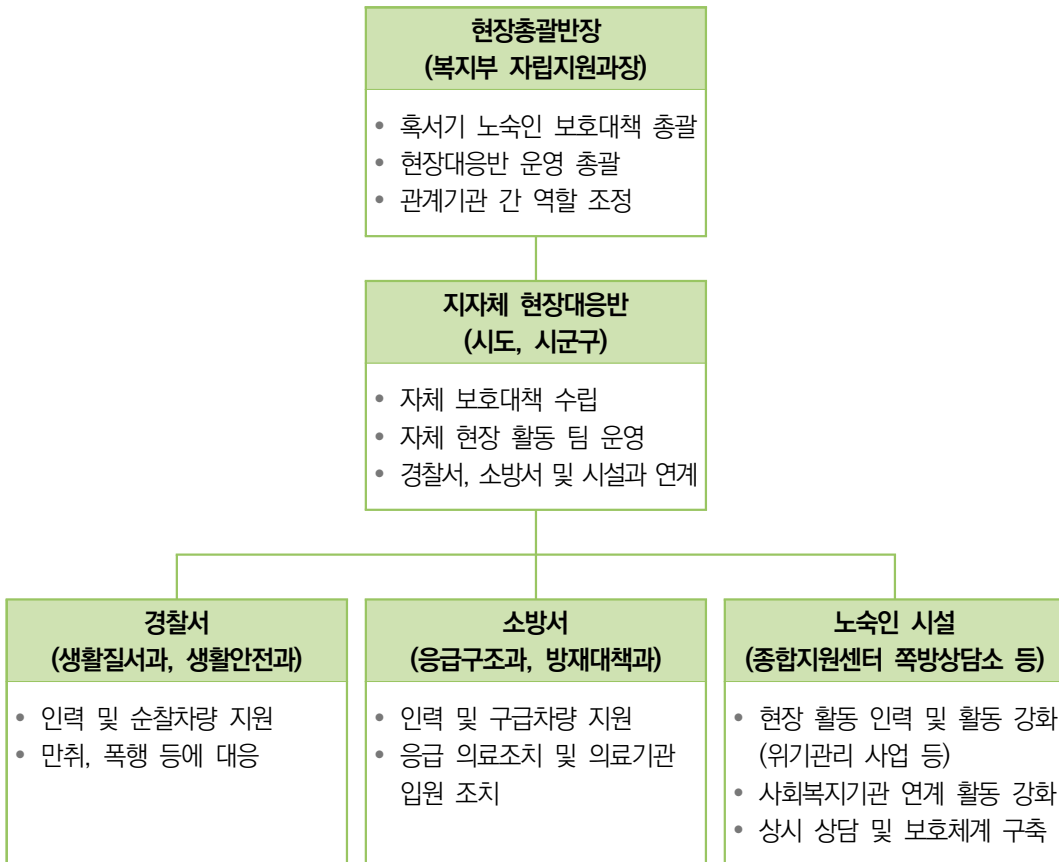 현장총괄반장
(복지부 자립지원과장)
• 혹서기 노숙인 보호대책 총괄
• 현장대응반 운영 총괄
• 관계기관 간 역할 조정
지자체 현장대응반
(시도, 시군구)
• 자체 보호대책 수립
• 자체 현장 활동 팀 운영
• 경찰서, 소방서 및 시설과 연계
경찰서
(생활질서과, 생활안전과)
• 인력 및 순찰차량 지원
• 만취, 폭행 등에 대응
소방서
(응급구조과, 방재대책과)
• 인력 및 구급차량 지원
• 응급 의료조치 및 의료기관
입원 조치
노숙인 시설
(종합지원센터 쪽방상담소 등)
• 현장 활동 인력 및 활동 강화
(위기관리 사업 등)
• 사회복지기관 연계 활동 강화
• 상시 상담 및 보호체계 구축